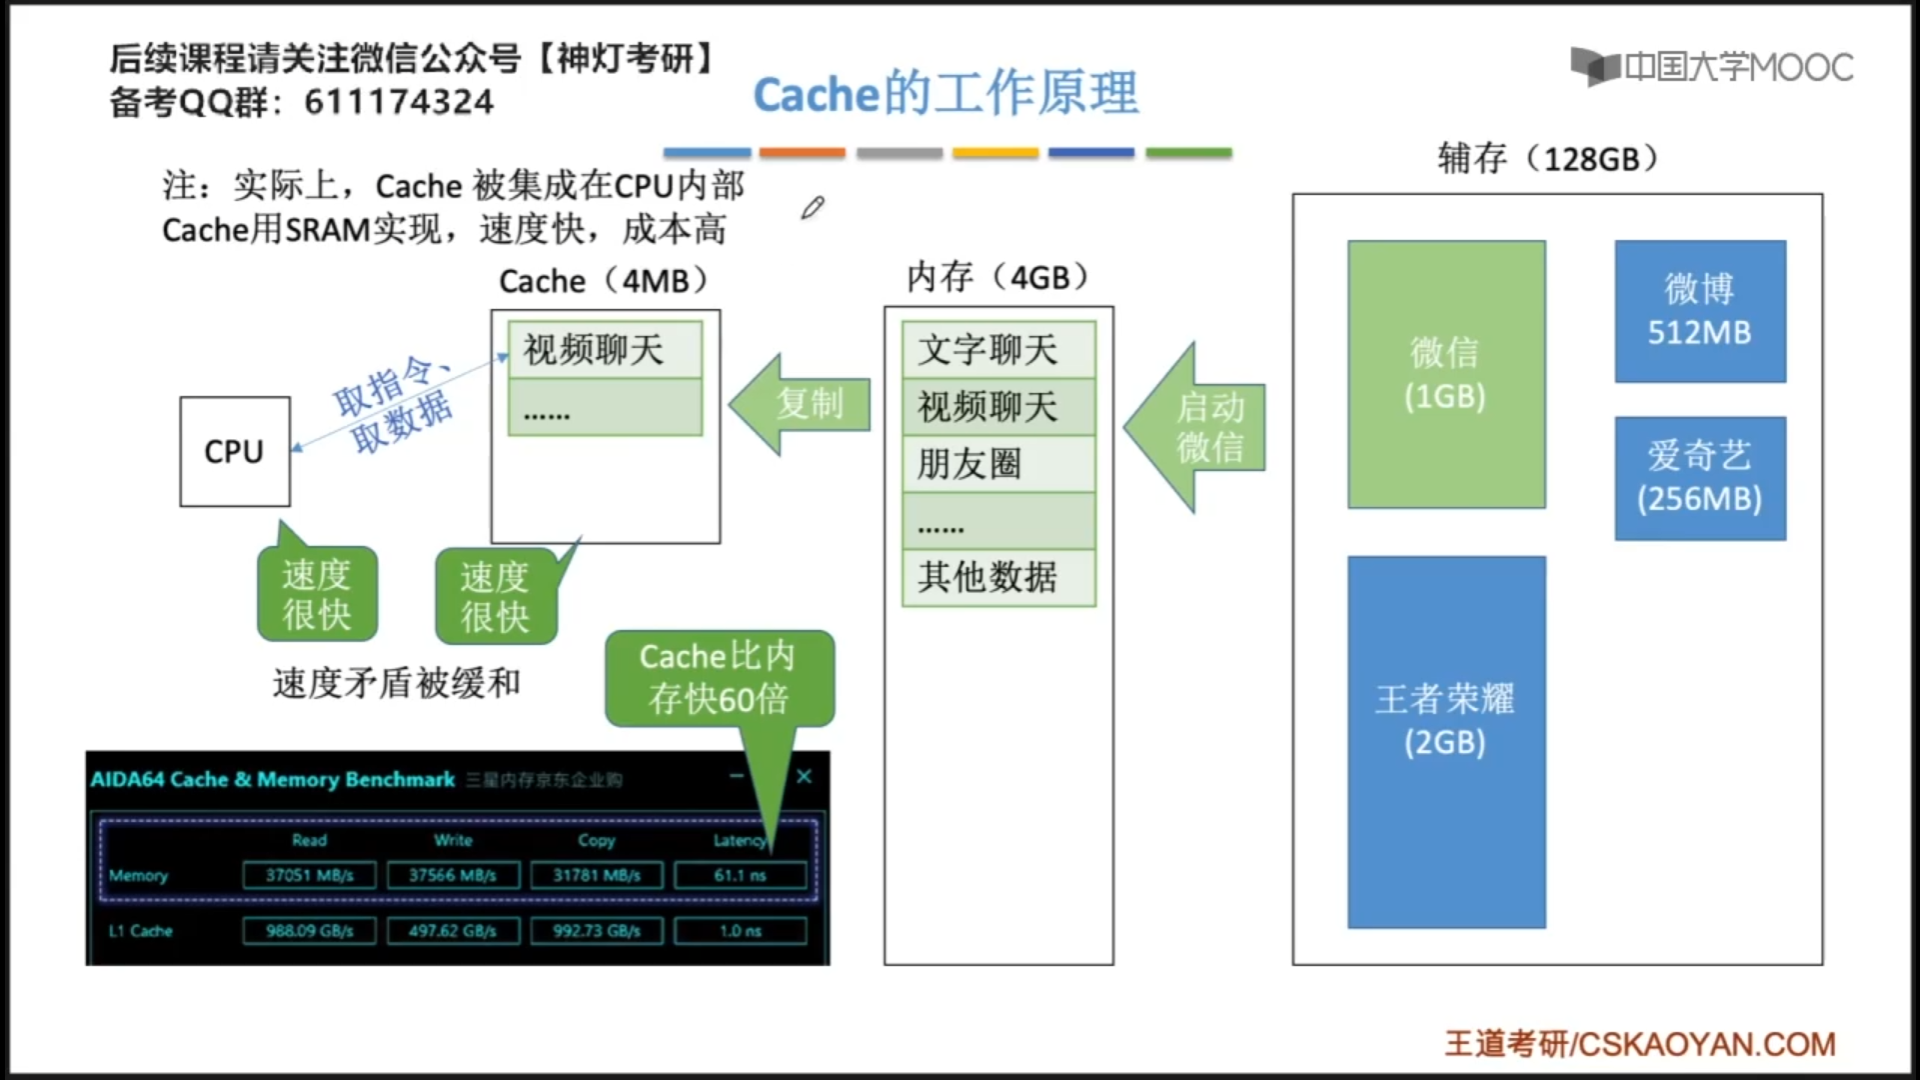 后续课程请关注微信公众号【神灯考研】
备考QQ群：611174324
中国大学MOOC
Cache的工作原理
注：实际上，Cache 被集成在CPU内部
Cache用SRAM实现，速度快，成本高
辅存（128GB）
Cache（4MB）
内存（4GB）
视频聊天
......
复制
文字聊天
视频聊天
朋友圈
......
其他数据
启动
微信
微信
(1GB)
微博
512MB
爱奇艺
(256MB)
王者荣耀
(2GB)
CPU
取指令、
取数据
速度
很快
速度
很快
速度矛盾被缓和
Cache比内
存快60倍
AIDA64 Cache & Memory Benchmark 三星内存京东企业购
Read Write Copy Latency
Memory 37051 MB/s 37566 MB/s 31781 MB/s 61.1 ns
L1 Cache 988.09 GB/s 497.62 GB/s 992.73 GB/s 1.0 ns
王道考研/CSKAOYAN.COM